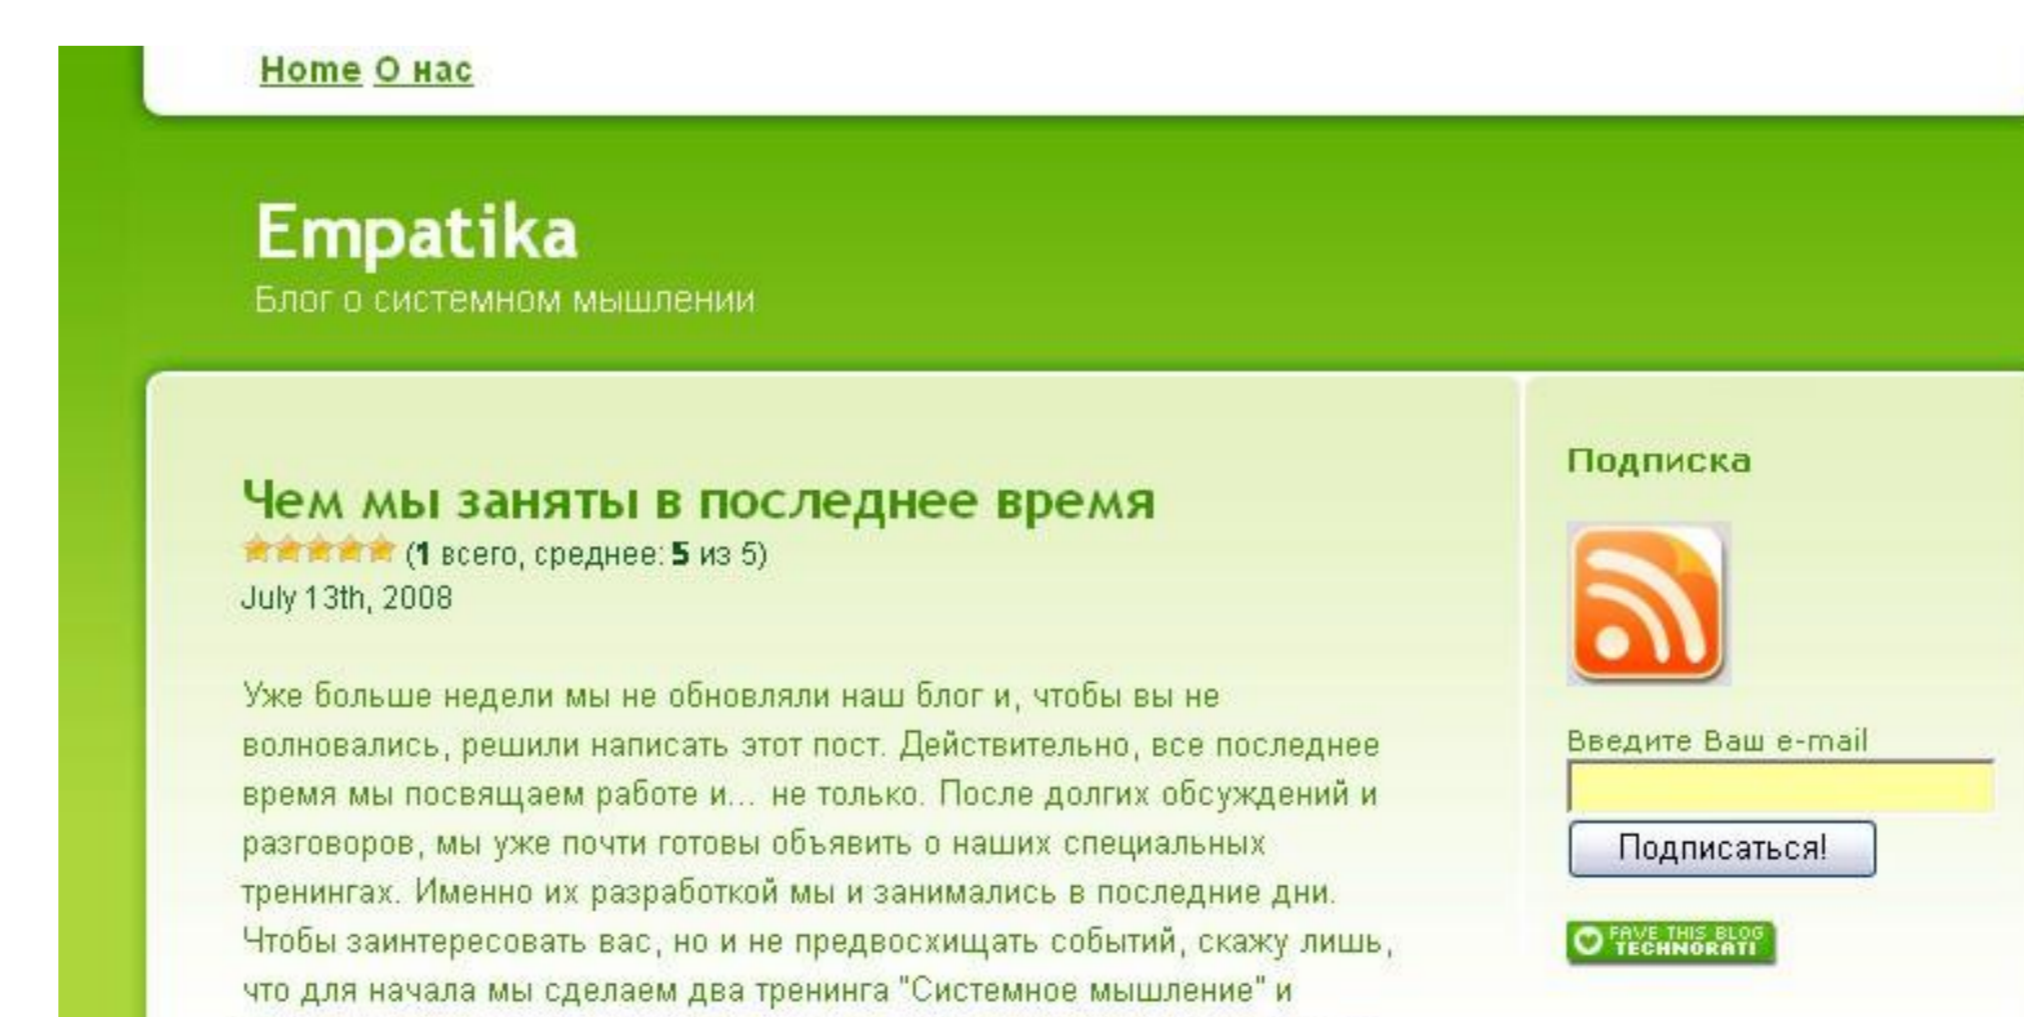 Home О нас
Empatika
Блог о системном мышлении
Чем мы заняты в последнее время
(1 всего, среднее: 5 из 5)
July 13th, 2008
Уже больше недели мы не обновляли наш блог и, чтобы вы не
волновались, решили написать этот пост. Действительно, все последнее
время мы посвящаем работе и... не только. После долгих обсуждений и
разговоров, мы уже почти готовы объявить о наших специальных
тренингах. Именно их разработкой мы и занимались в последние дни.
Чтобы заинтересовать вас, но и не предвосхищать событий, скажу лишь,
что для начала мы сделаем два тренинга "Системное мышление" и
Подписка
Введите Ваш e-mail
Подписаться!
FAVE THIS BLOG
TECHNORATI